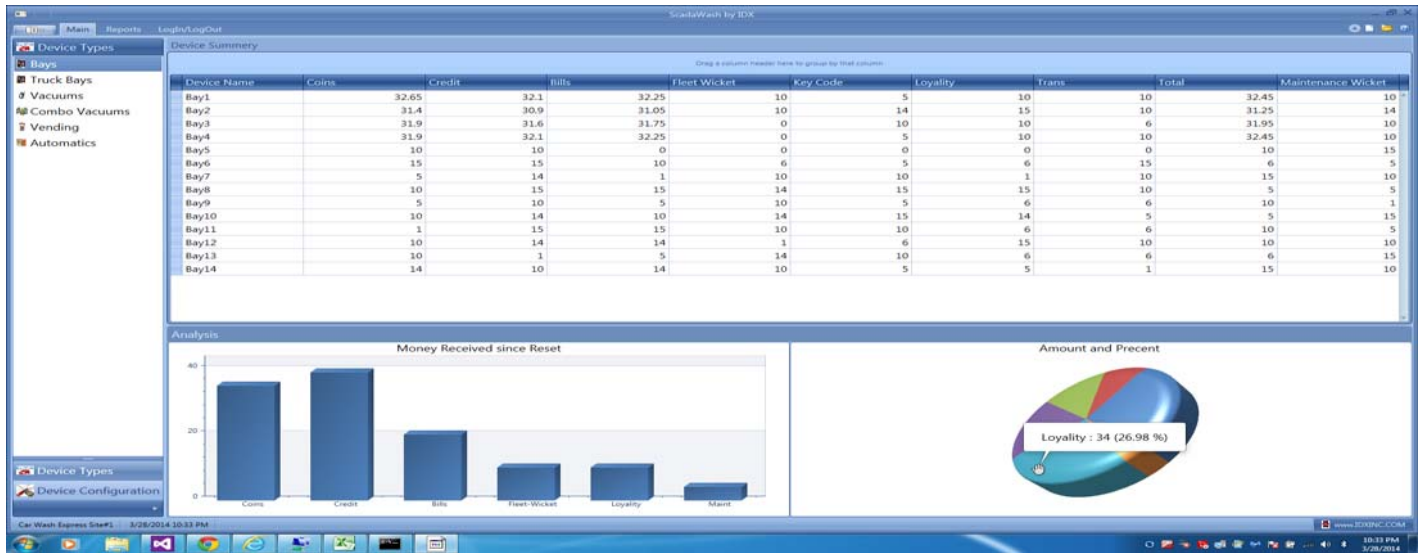 ScadaWash by IDX
Main Reports LogIn/LogOut
Device Types
Device Summery
Bays
Truck Bays
Vacuums
Combo Vacuums
Vending
Automatics
Drag a column header here to group by that column
Device Name Coins Credit Bills Fleet Wicket Key Code Loyality Trans Total Maintenance Wicket
Bay1 32.65 32.1 32.25 10 5 10 10 32.45 10
Bay2 31.4 30.9 31.05 10 14 15 10 31.25 14
Bay3 31.9 31.6 31.75 0 10 10 6 31.95 10
Bay4 31.9 32.1 32.25 0 5 10 10 32.45 10
Bay5 10 10 0 0 0 0 0 10 15
Bay6 15 15 10 6 5 6 15 6 5
Bay7 5 14 1 10 10 1 10 15 10
Bay8 10 15 15 14 15 15 10 5 5
Bay9 5 10 5 10 5 6 6 10 1
Bay10 10 14 10 14 15 14 5 5 15
Bay11 1 15 15 10 10 6 6 10 5
Bay12 10 14 14 1 6 15 10 10 10
Bay13 10 1 5 14 10 6 6 6 15
Bay14 14 10 14 10 5 5 1 15 10
Analysis
Money Received since Reset
40
20
0
Coins Credit Bills Fleet-Wicket Loyality Maint
Amount and Precent
Loyality : 34 (26.98 %)
Device Types
Device Configuration
Car Wash Express Site#1 3/28/2014 10:33 PM
www.IDXINC.COM
10:33 PM
3/28/2014